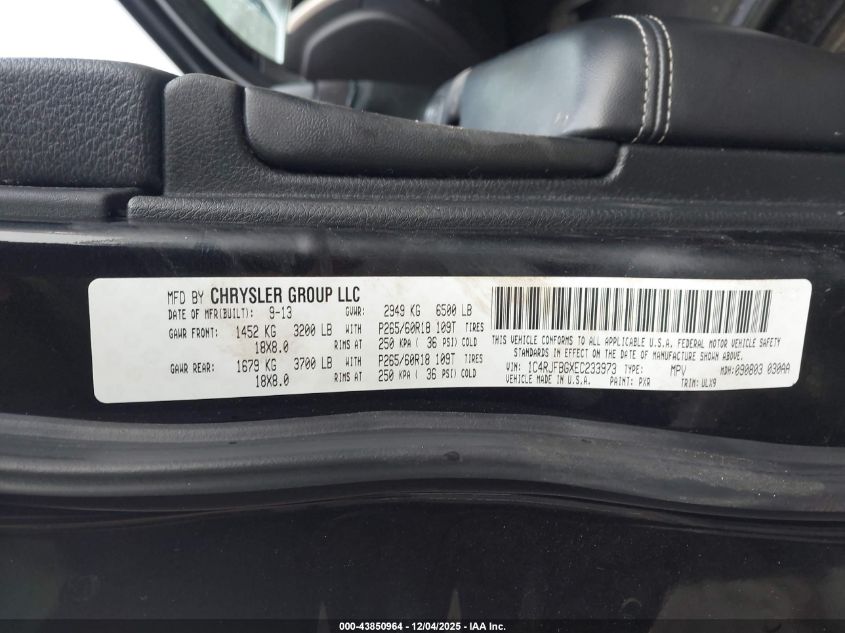 MFD BY CHRYSLER GROUP LLC
DATE OF MFR(BUILT): 9-13 GVWR: 2949 KG 6500 LB
GAWR FRONT: 1452 KG 3200 LB WITH P265/60R18 109T TIRES
18X8.0 RIMS AT 250 KPA ( 36 PSI) COLD
GAWR REAR: 1679 KG 3700 LB WITH P265/60R18 109T TIRES
18X8.0 RIMS AT 250 KPA ( 36 PSI) COLD
THIS VEHICLE CONFORMS TO ALL APPLICABLE U.S.A. FEDERAL MOTOR VEHICLE SAFETY
STANDARDS IN EFFECT ON THE DATE OF MANUFACTURE SHOWN ABOVE.
VIN: 1C4RJFBGXEC233973 TYPE: MPV MDH: 090803 030AA
VEHICLE MADE IN U.S.A. PAINT: PXR TRIM: ULX9
000-43850964 - 12/04/2025 - IAA Inc.